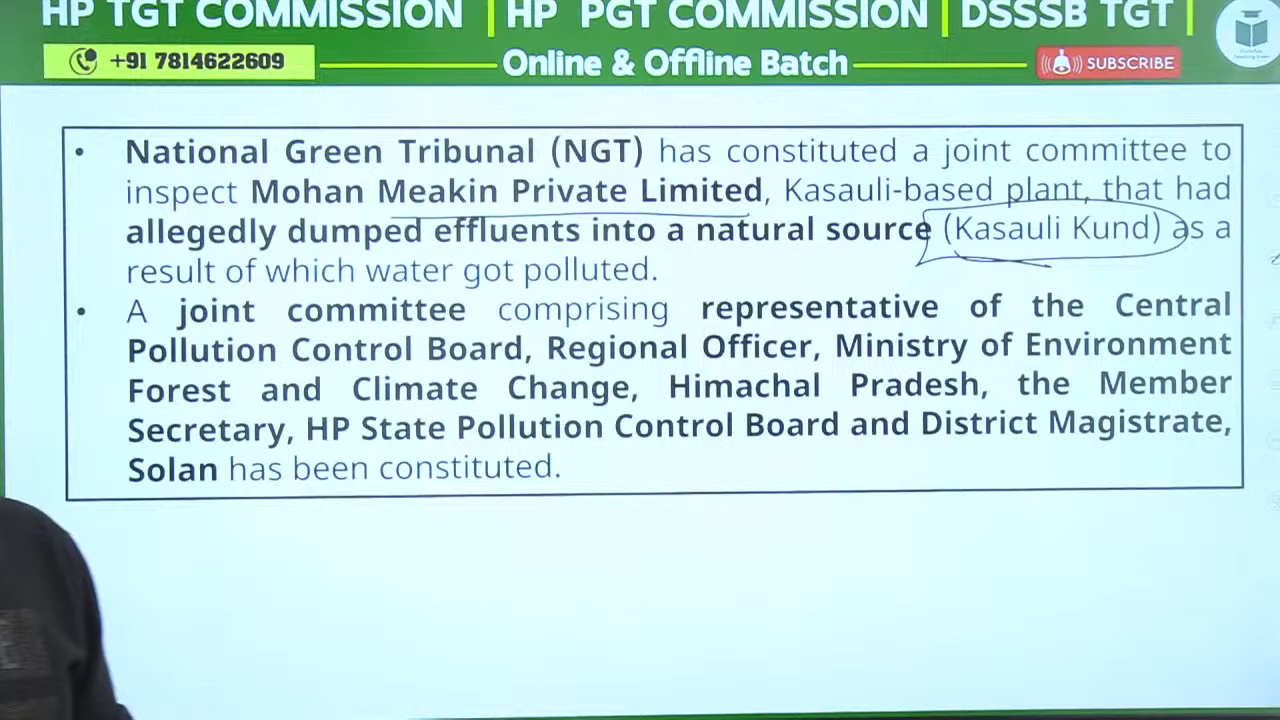 HP TGT COMMISSION | HP PGT COMMISSION | DSSSB TGT |
+91 7814622609
Online & Offline Batch
SUBSCRIBE
• National Green Tribunal (NGT) has constituted a joint committee to
inspect Mohan Meakin Private Limited, Kasauli-based plant, that had
allegedly dumped effluents into a natural source (Kasauli Kund) as a
result of which water got polluted.
• A joint committee comprising representative of the Central
Pollution Control Board, Regional Officer, Ministry of Environment
Forest and Climate Change, Himachal Pradesh, the Member
Secretary, HP State Pollution Control Board and District Magistrate,
Solan has been constituted.